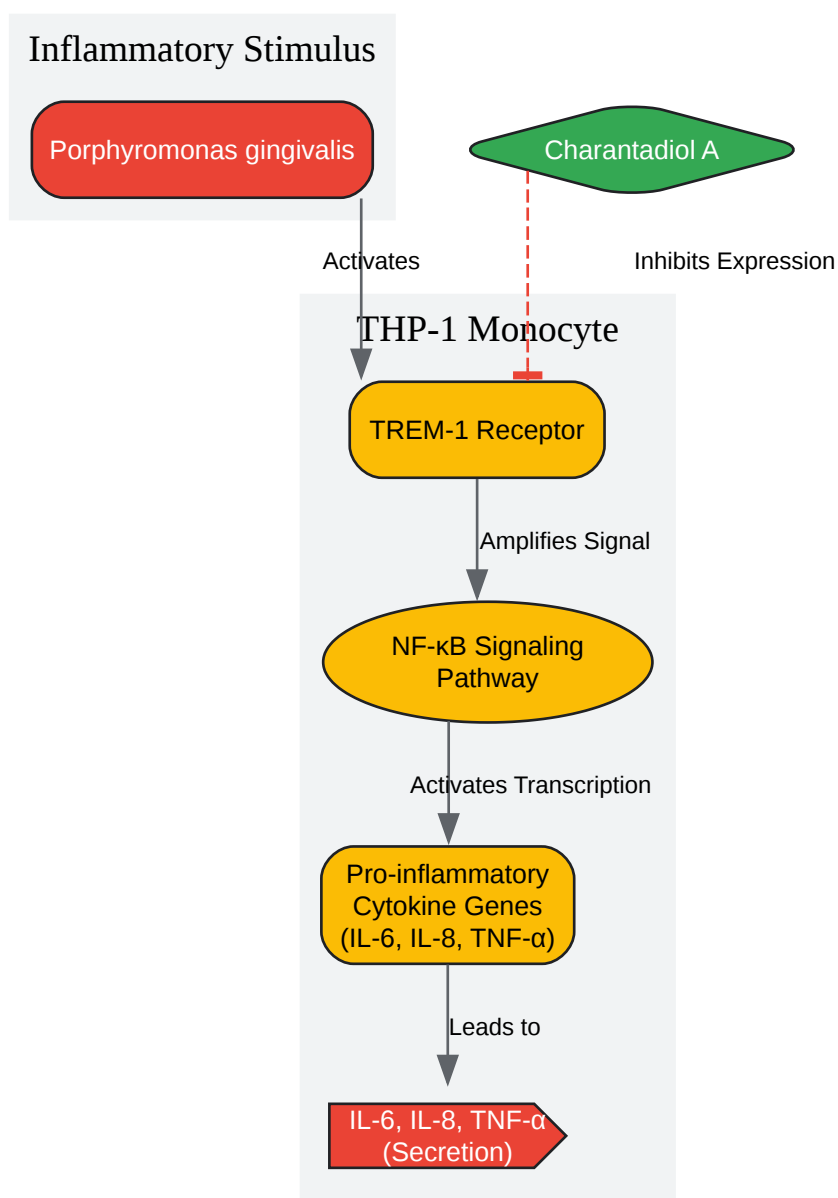 Inflammatory Stimulus
Porphyromonas gingivalis
Charantadiol A
Activates
Inhibits Expression
THP-1 Monocyte
TREM-1 Receptor
Amplifies Signal
NF-κB Signaling
Pathway
Activates Transcription
Pro-inflammatory
Cytokine Genes
(IL-6, IL-8, TNF-α)
Leads to
IL-6, IL-8, TNF-α
(Secretion)